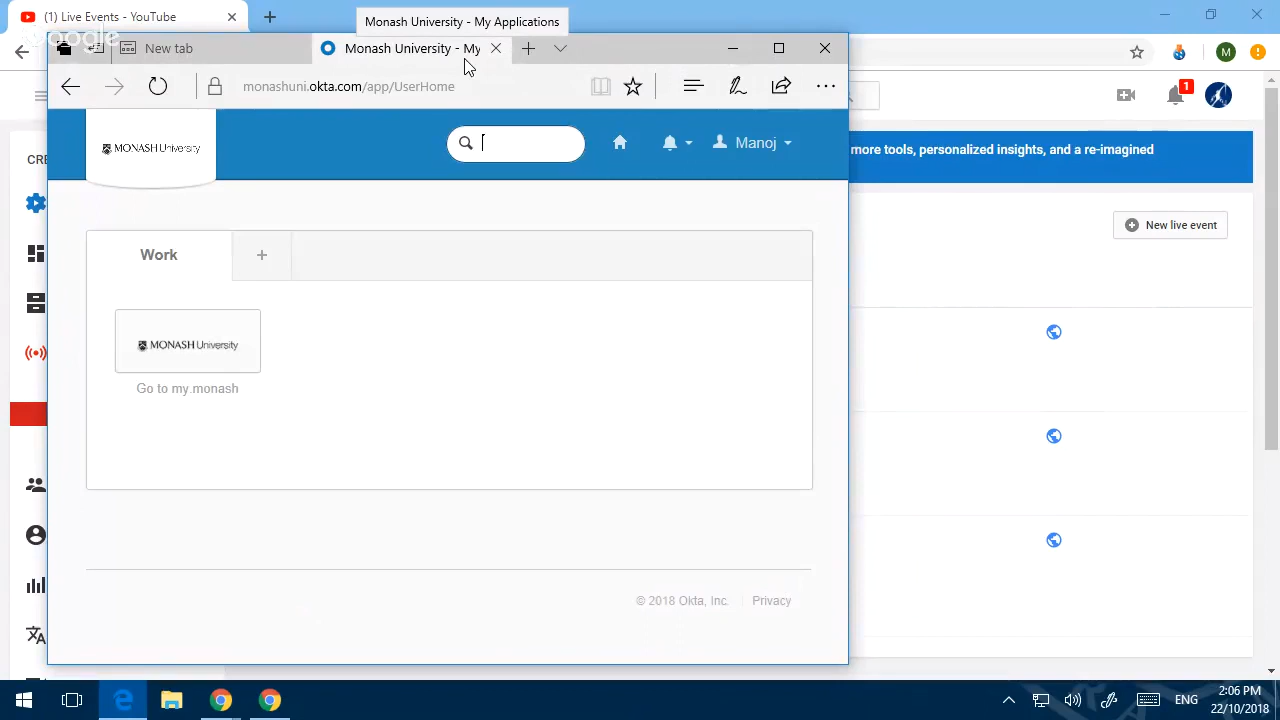 (1) Live Events - YouTube
Monash University - My Applications
Google
New tab
Monash University - My
monashuni.okta.com/app/UserHome
M
1
MONASH University
Manoj
CRE
more tools, personalized insights, and a re-imagined
New live event
Work
MONASH University
Go to my.monash
© 2018 Okta, Inc.
Privacy
ENG
2:06 PM
22/10/2018